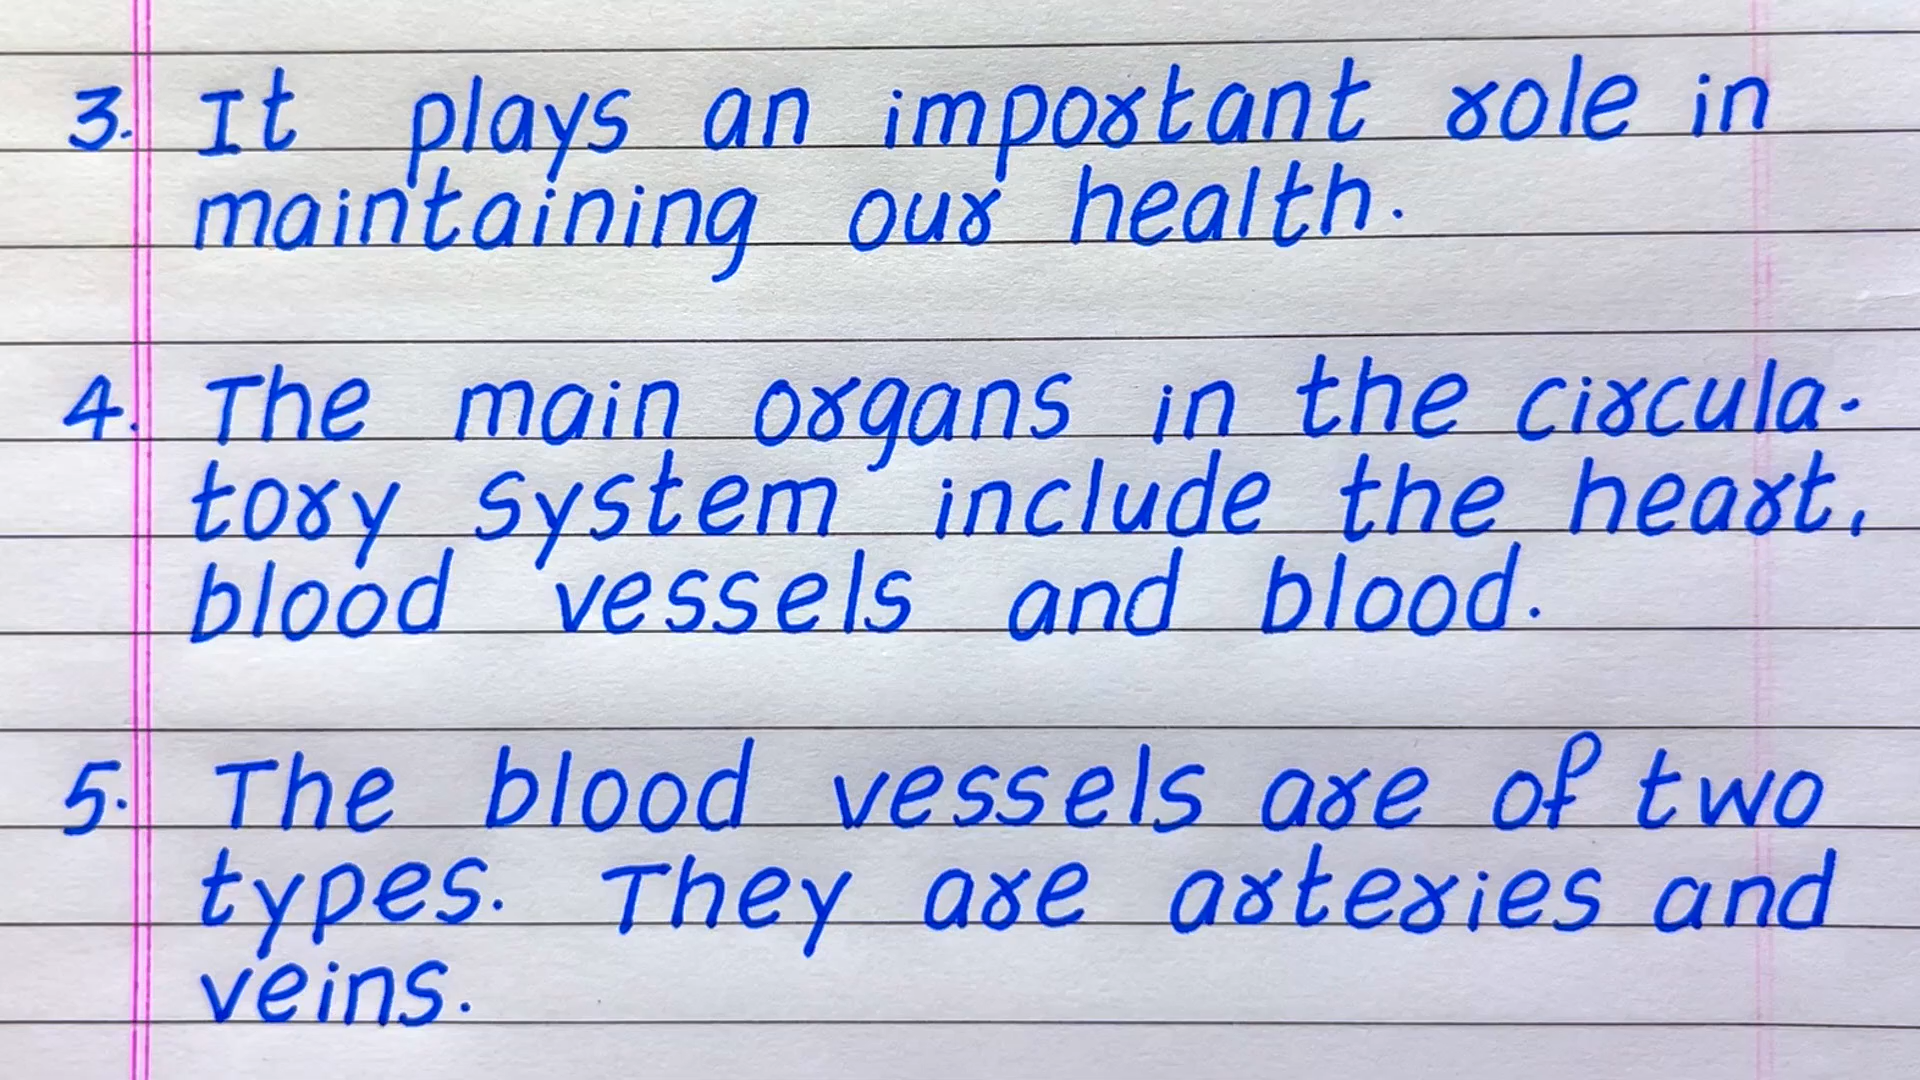 3. It plays an important role in
maintaining our health.
4. The main organs in the circula-
tory system include the heart,
blood vessels and blood.
5. The blood vessels are of two
types. They are arteries and
veins.